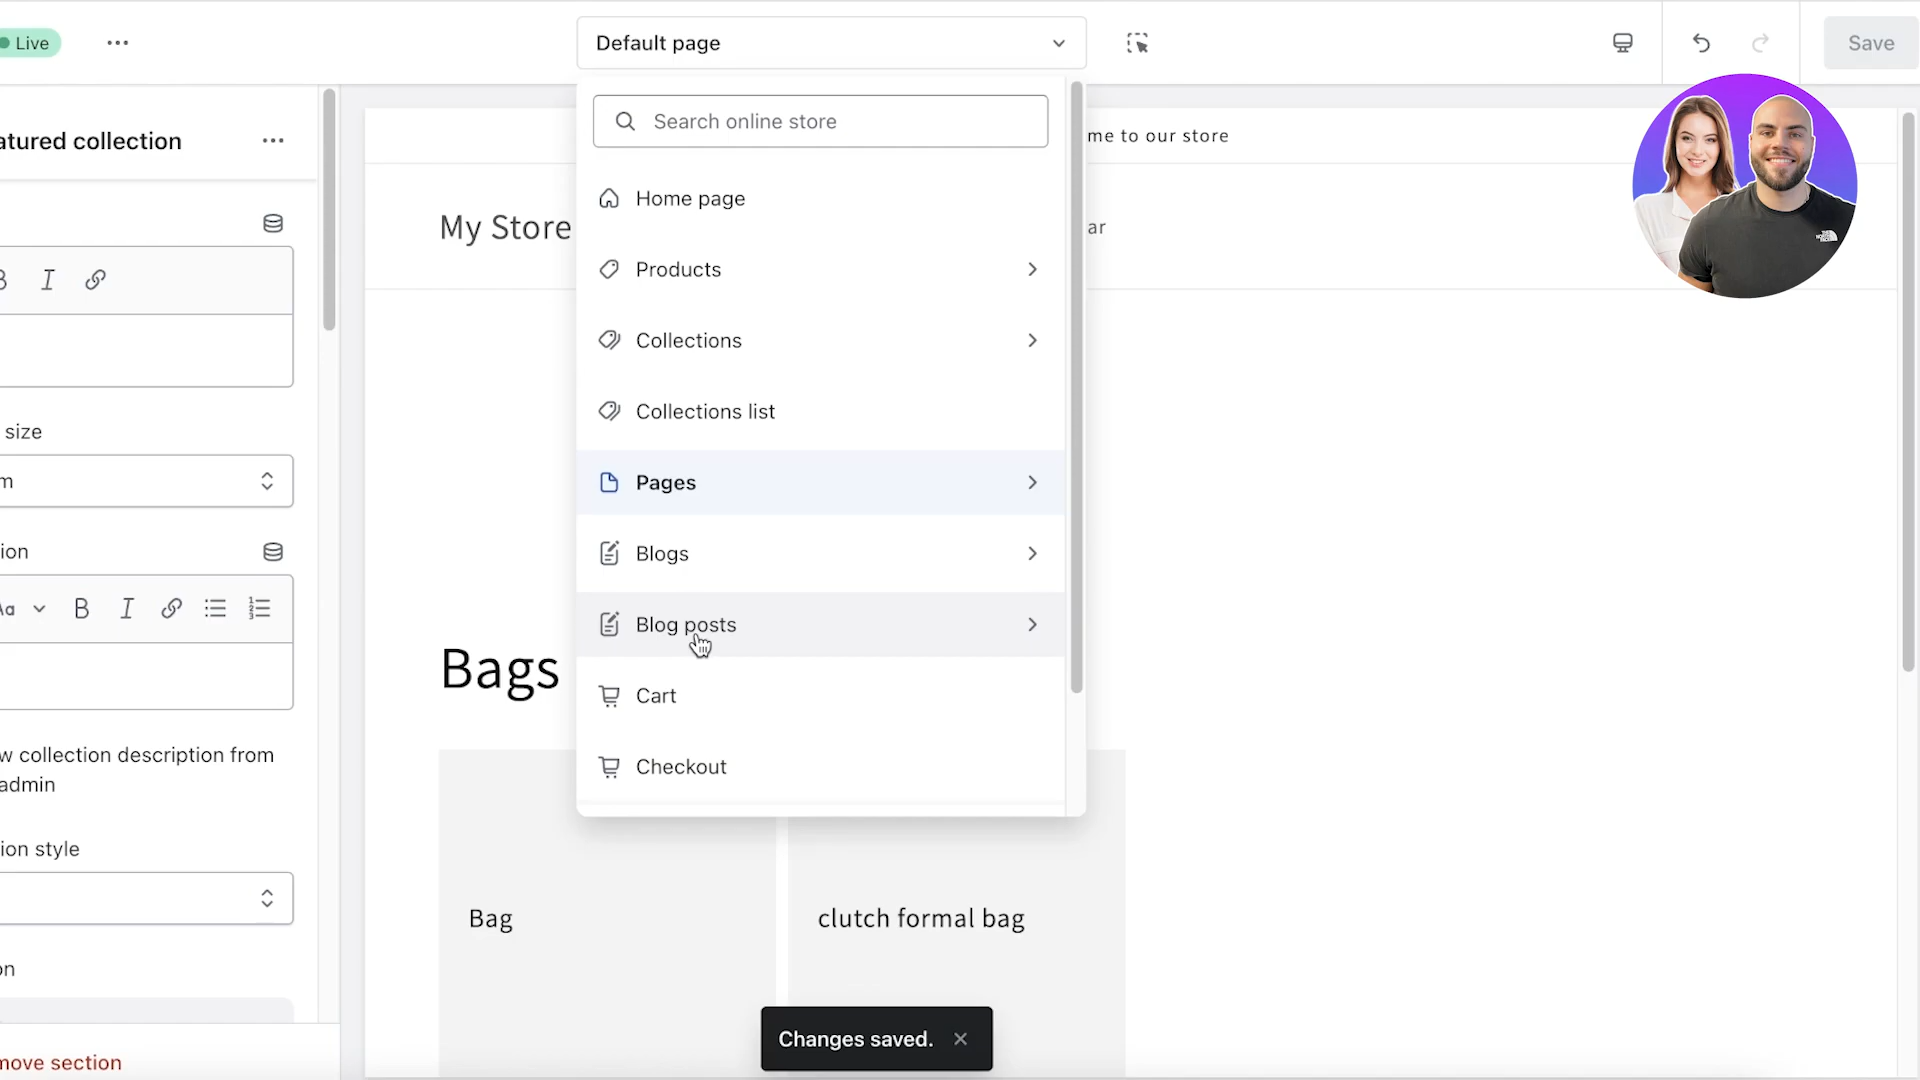 Live
Default page
Save
Search online store
me to our store
atured collection
Home page
My Store
ar
Products
Collections
Collections list
size
m
Pages
ion
Blogs
Aa
Blog posts
Bags
Cart
w collection description from
admin
Checkout
ion style
Bag
clutch formal bag
on
Changes saved.
move section